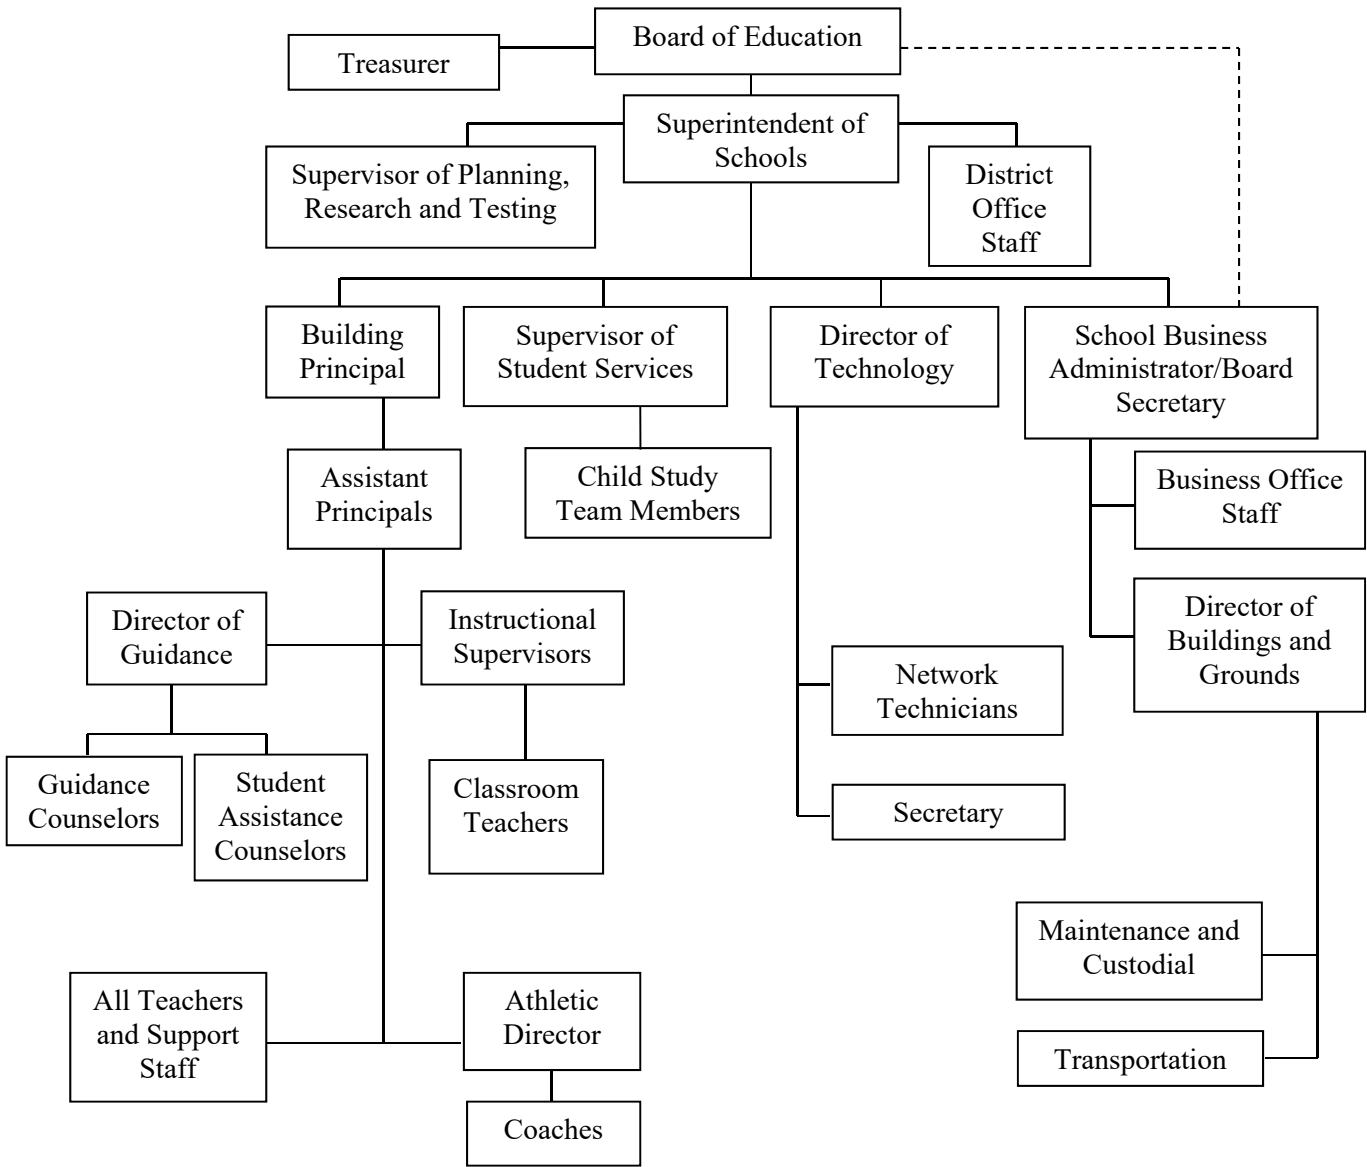 Board of Education
Treasurer
Superintendent of
Schools
Supervisor of Planning,
Research and Testing
District
Office
Staff
Building
Principal
Supervisor of
Student Services
Director of
Technology
School Business
Administrator/Board
Secretary
Assistant
Principals
Child Study
Team Members
Business Office
Staff
Director of
Guidance
Instructional
Supervisors
Director of
Buildings and
Grounds
Network
Technicians
Guidance
Counselors
Student
Assistance
Counselors
Classroom
Teachers
Secretary
Maintenance and
Custodial
All Teachers
and Support
Staff
Athletic
Director
Transportation
Coaches